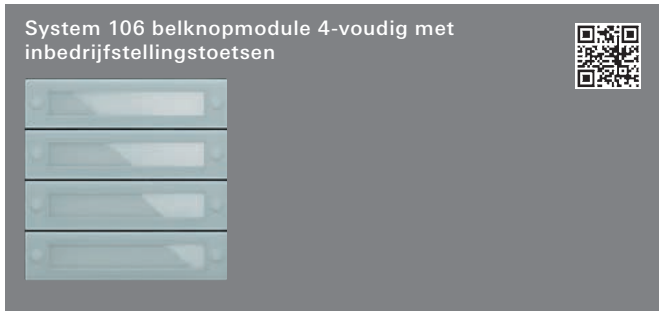 System 106 belknopmodule 4-voudig met
inbedrijfstellingstoetsen